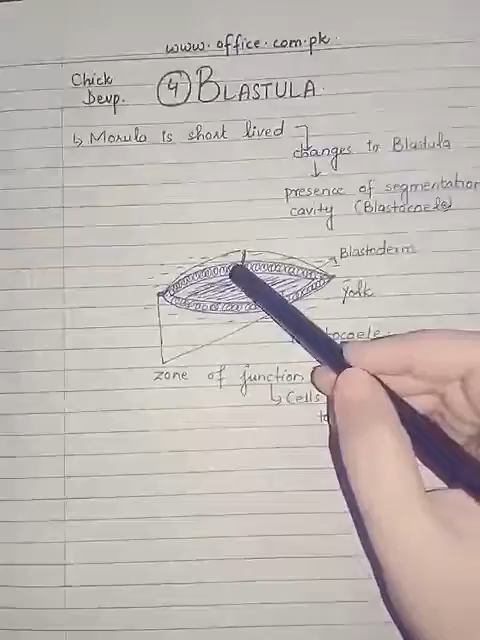 www.office.com.pk
Chick
Devp.
④ BLASTULA
↳ Morula is short lived
changes to Blastula
↓
presence of segmentation
cavity (Blastocoele)
Blastoderm
Yolk
zone of junction
↳ Cells